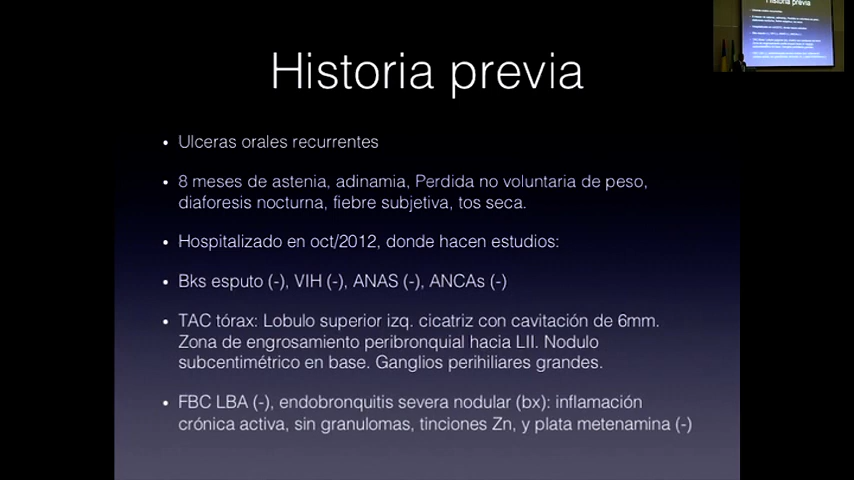 Historia previa
Ulceras orales recurrentes
8 meses de astenia, adinamia, Perdida no voluntaria de peso,
diaforesis nocturna, fiebre subjetiva, tos seca.
Hospitalizado en oct/2012, donde hacen estudios:
Bks esputo (-), VIH (-), ANAS (-), ANCAs (-)
TAC tórax: Lobulo superior izq. cicatriz con cavitación de 6mm.
Zona de engrosamiento peribronquial hacia LII. Nodulo
subcentimétrico en base. Ganglios perihiliares grandes.
FBC LBA (-), endobronquitis severa nodular (bx): inflamación
crónica activa, sin granulomas, tinciones Zn, y plata metenamina (-)
Historia previa